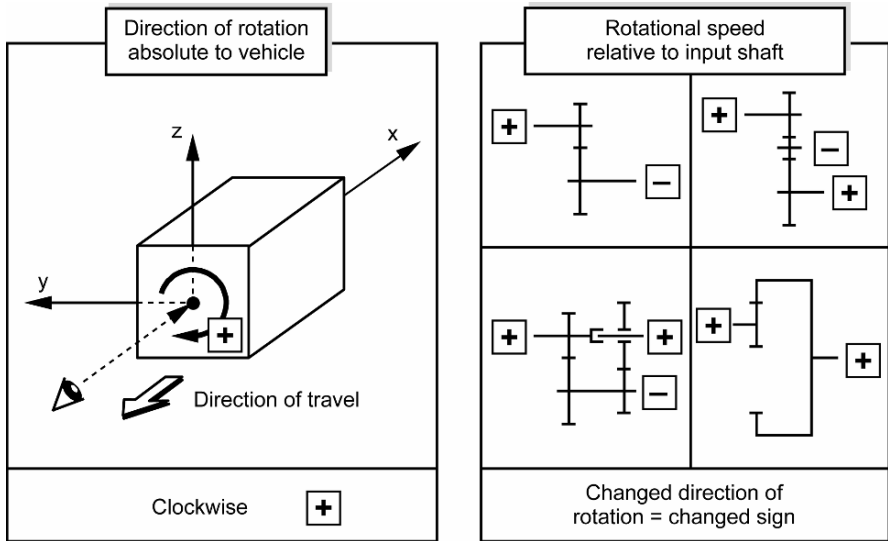 Direction of rotation
absolute to vehicle
z
x
y
+
Direction of travel
Clockwise +
Rotational speed
relative to input shaft
+
−
+
−
+
+
+
−
+
+
Changed direction of
rotation = changed sign